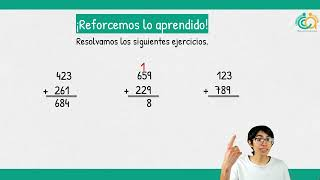 ¡Reforcemos lo aprendido!
Resolvamos los siguientes ejercicios.
1
423 659 123
+ 261 + 229 + 789
684 8